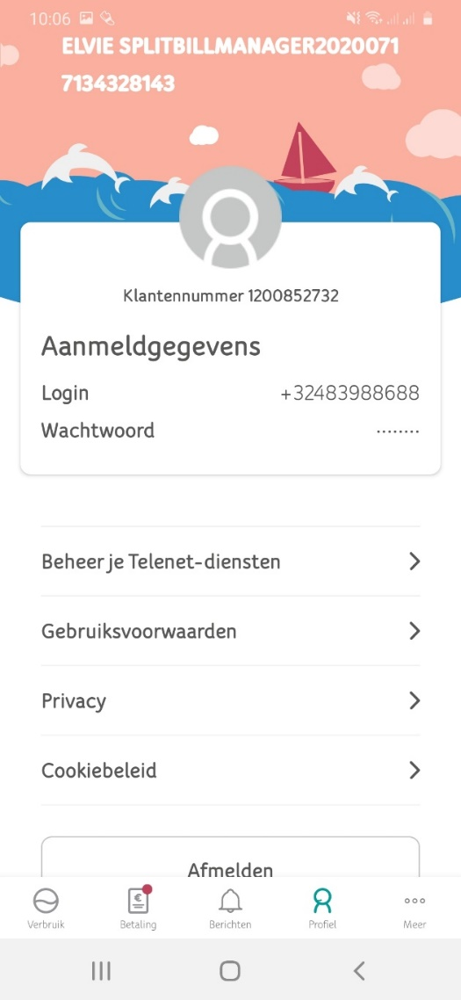 10:06
ELVIE SPLITBILLMANAGER2020071
7134328143
Klantennummer 1200852732
Aanmeldgegevens
Login +32483988688
Wachtwoord ········
Beheer je Telenet-diensten
Gebruiksvoorwaarden
Privacy
Cookiebeleid
Afmelden
Verbruik Betaling Berichten Profiel Meer